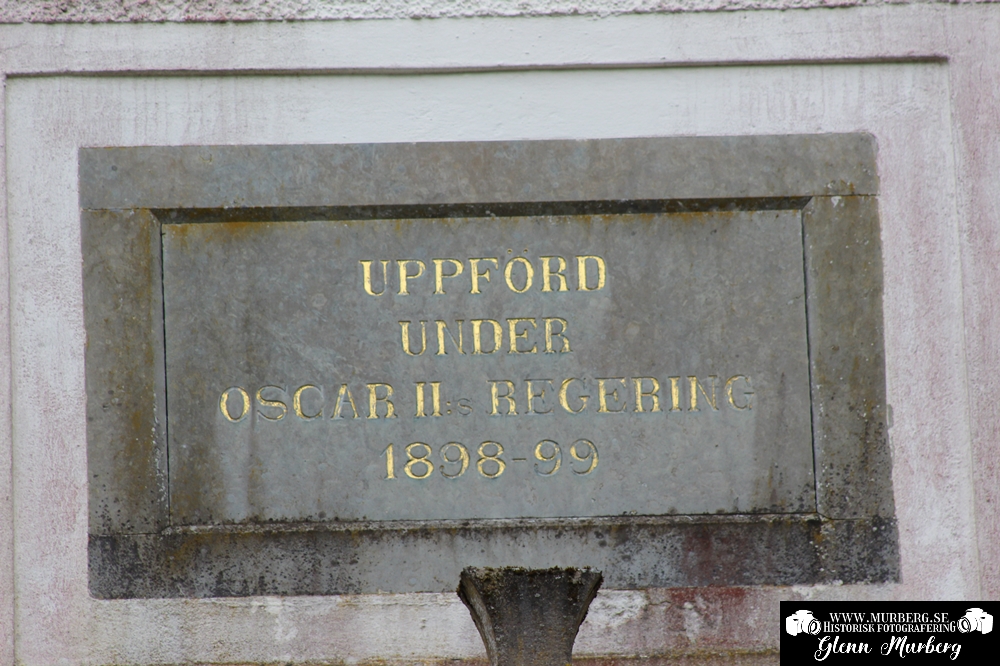 UPPFÖRD
UNDER
OSCAR II:s REGERING
1898-99
WWW.MURBERG.SE
HISTORISK FOTOGRAFERING
Glenn Murberg